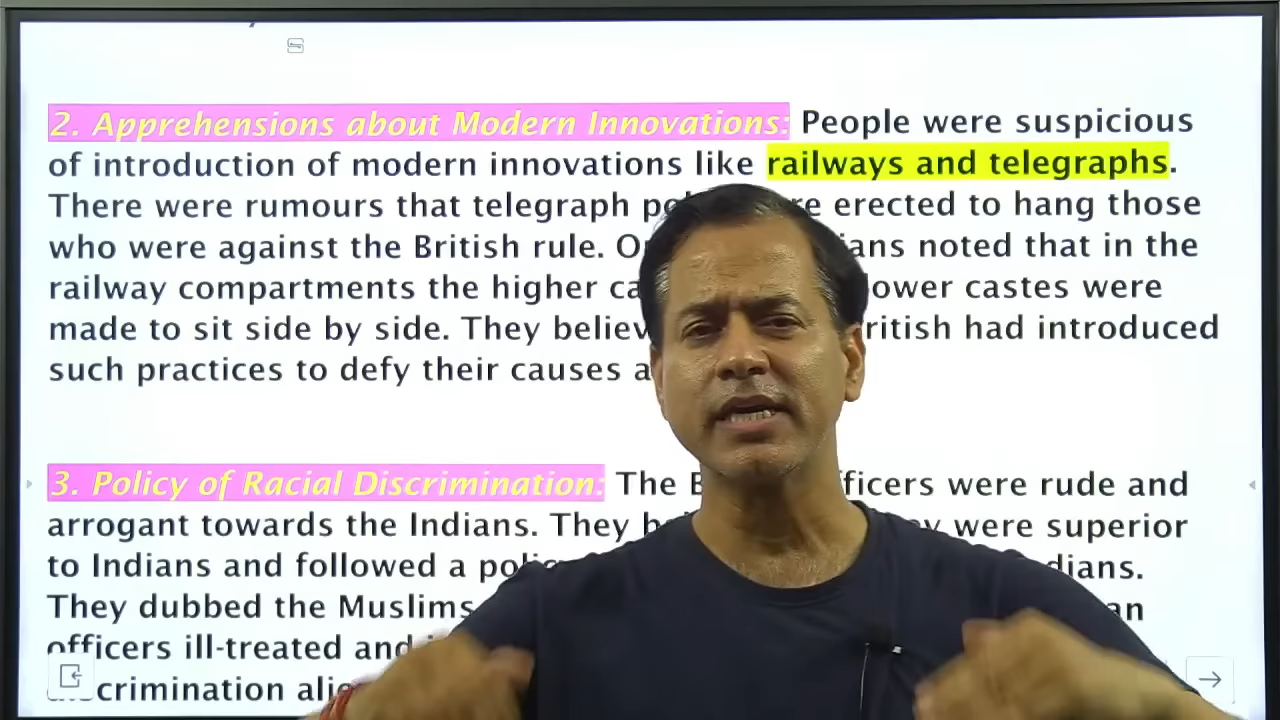 2. Apprehensions about Modern Innovations: People were suspicious
of introduction of modern innovations like railways and telegraphs.
There were rumours that telegraph re erected to hang those
who were against the British rule. ans noted that in the
railway compartments the higher ower castes were
made to sit side by side. They believ ritish had introduced
such practices to defy their causes a
3. Policy of Racial Discrimination: The fficers were rude and
arrogant towards the Indians. They were superior
to Indians and followed a dians.
They dubbed the Muslims an
officers ill-treated and
crimination